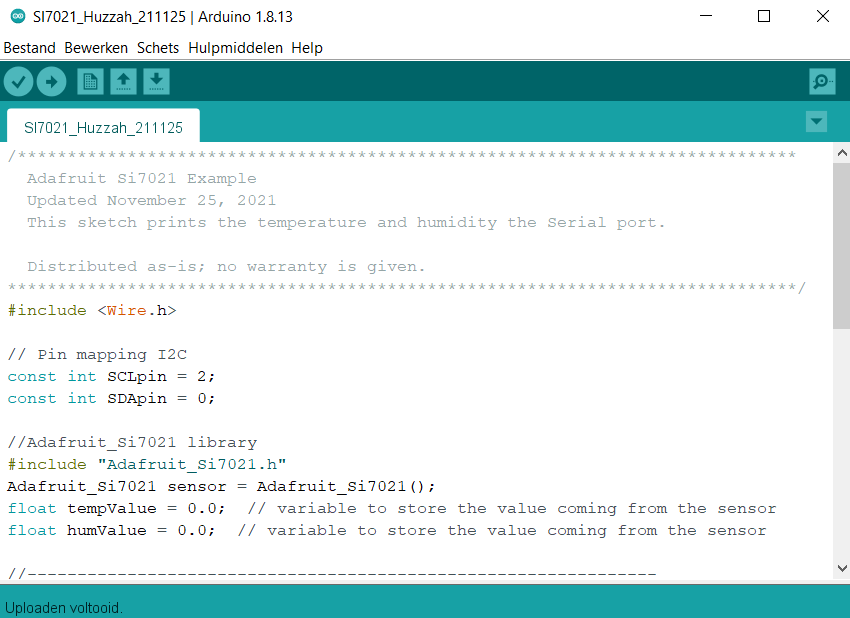 SI7021_Huzzah_211125 | Arduino 1.8.13
Bestand Bewerken Schets Hulpmiddelen Help
SI7021_Huzzah_211125
/******************************************************************************
Adafruit Si7021 Example
Updated November 25, 2021
This sketch prints the temperature and humidity the Serial port.
Distributed as-is; no warranty is given.
*******************************************************************************/
#include <Wire.h>
// Pin mapping I2C
const int SCLpin = 2;
const int SDApin = 0;
//Adafruit_Si7021 library
#include "Adafruit_Si7021.h"
Adafruit_Si7021 sensor = Adafruit_Si7021();
float tempValue = 0.0;  // variable to store the value coming from the sensor
float humValue = 0.0;  // variable to store the value coming from the sensor
//---------------------------------------------------------------
Uploaden voltooid.